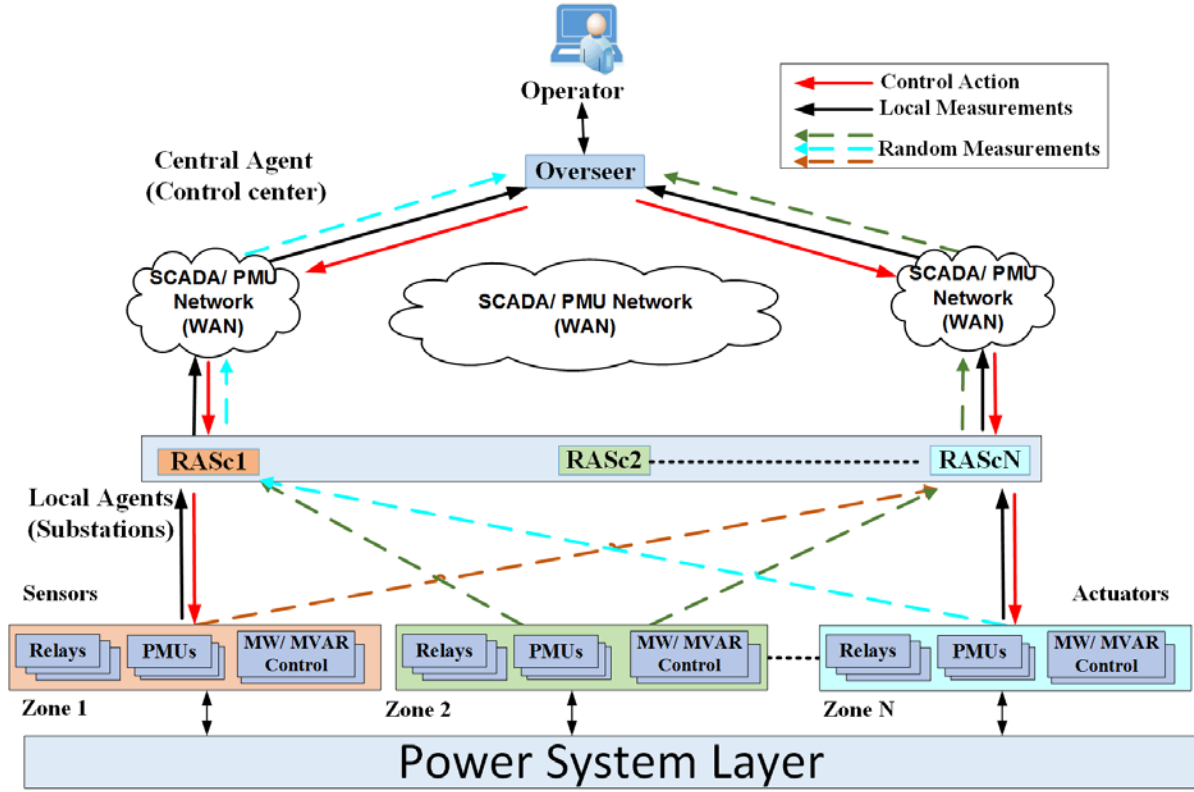 Operator
Control Action
Local Measurements
Random Measurements
Central Agent
(Control center)
Overseer
SCADA/ PMU
Network
(WAN)
SCADA/ PMU Network
(WAN)
SCADA/ PMU
Network
(WAN)
RASc1
RASc2
RAScN
Local Agents
(Substations)
Sensors
Actuators
Relays
PMUs
MW/ MVAR
Control
Relays
PMUs
MW/ MVAR
Control
Relays
PMUs
MW/ MVAR
Control
Zone 1
Zone 2
Zone N
Power System Layer